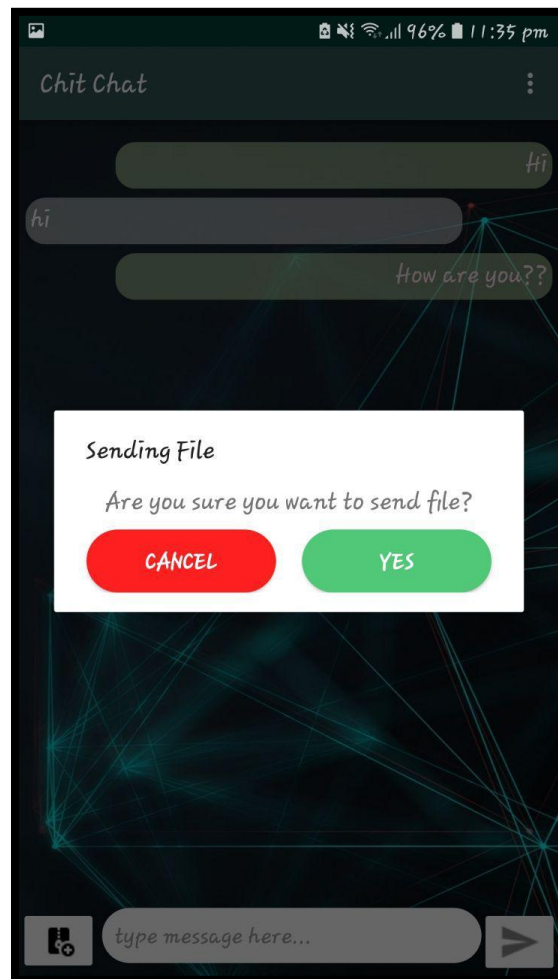 96% 11:35 pm
Chit Chat
Hi
hi
How are you??
Sending File
Are you sure you want to send file?
CANCEL YES
type message here...